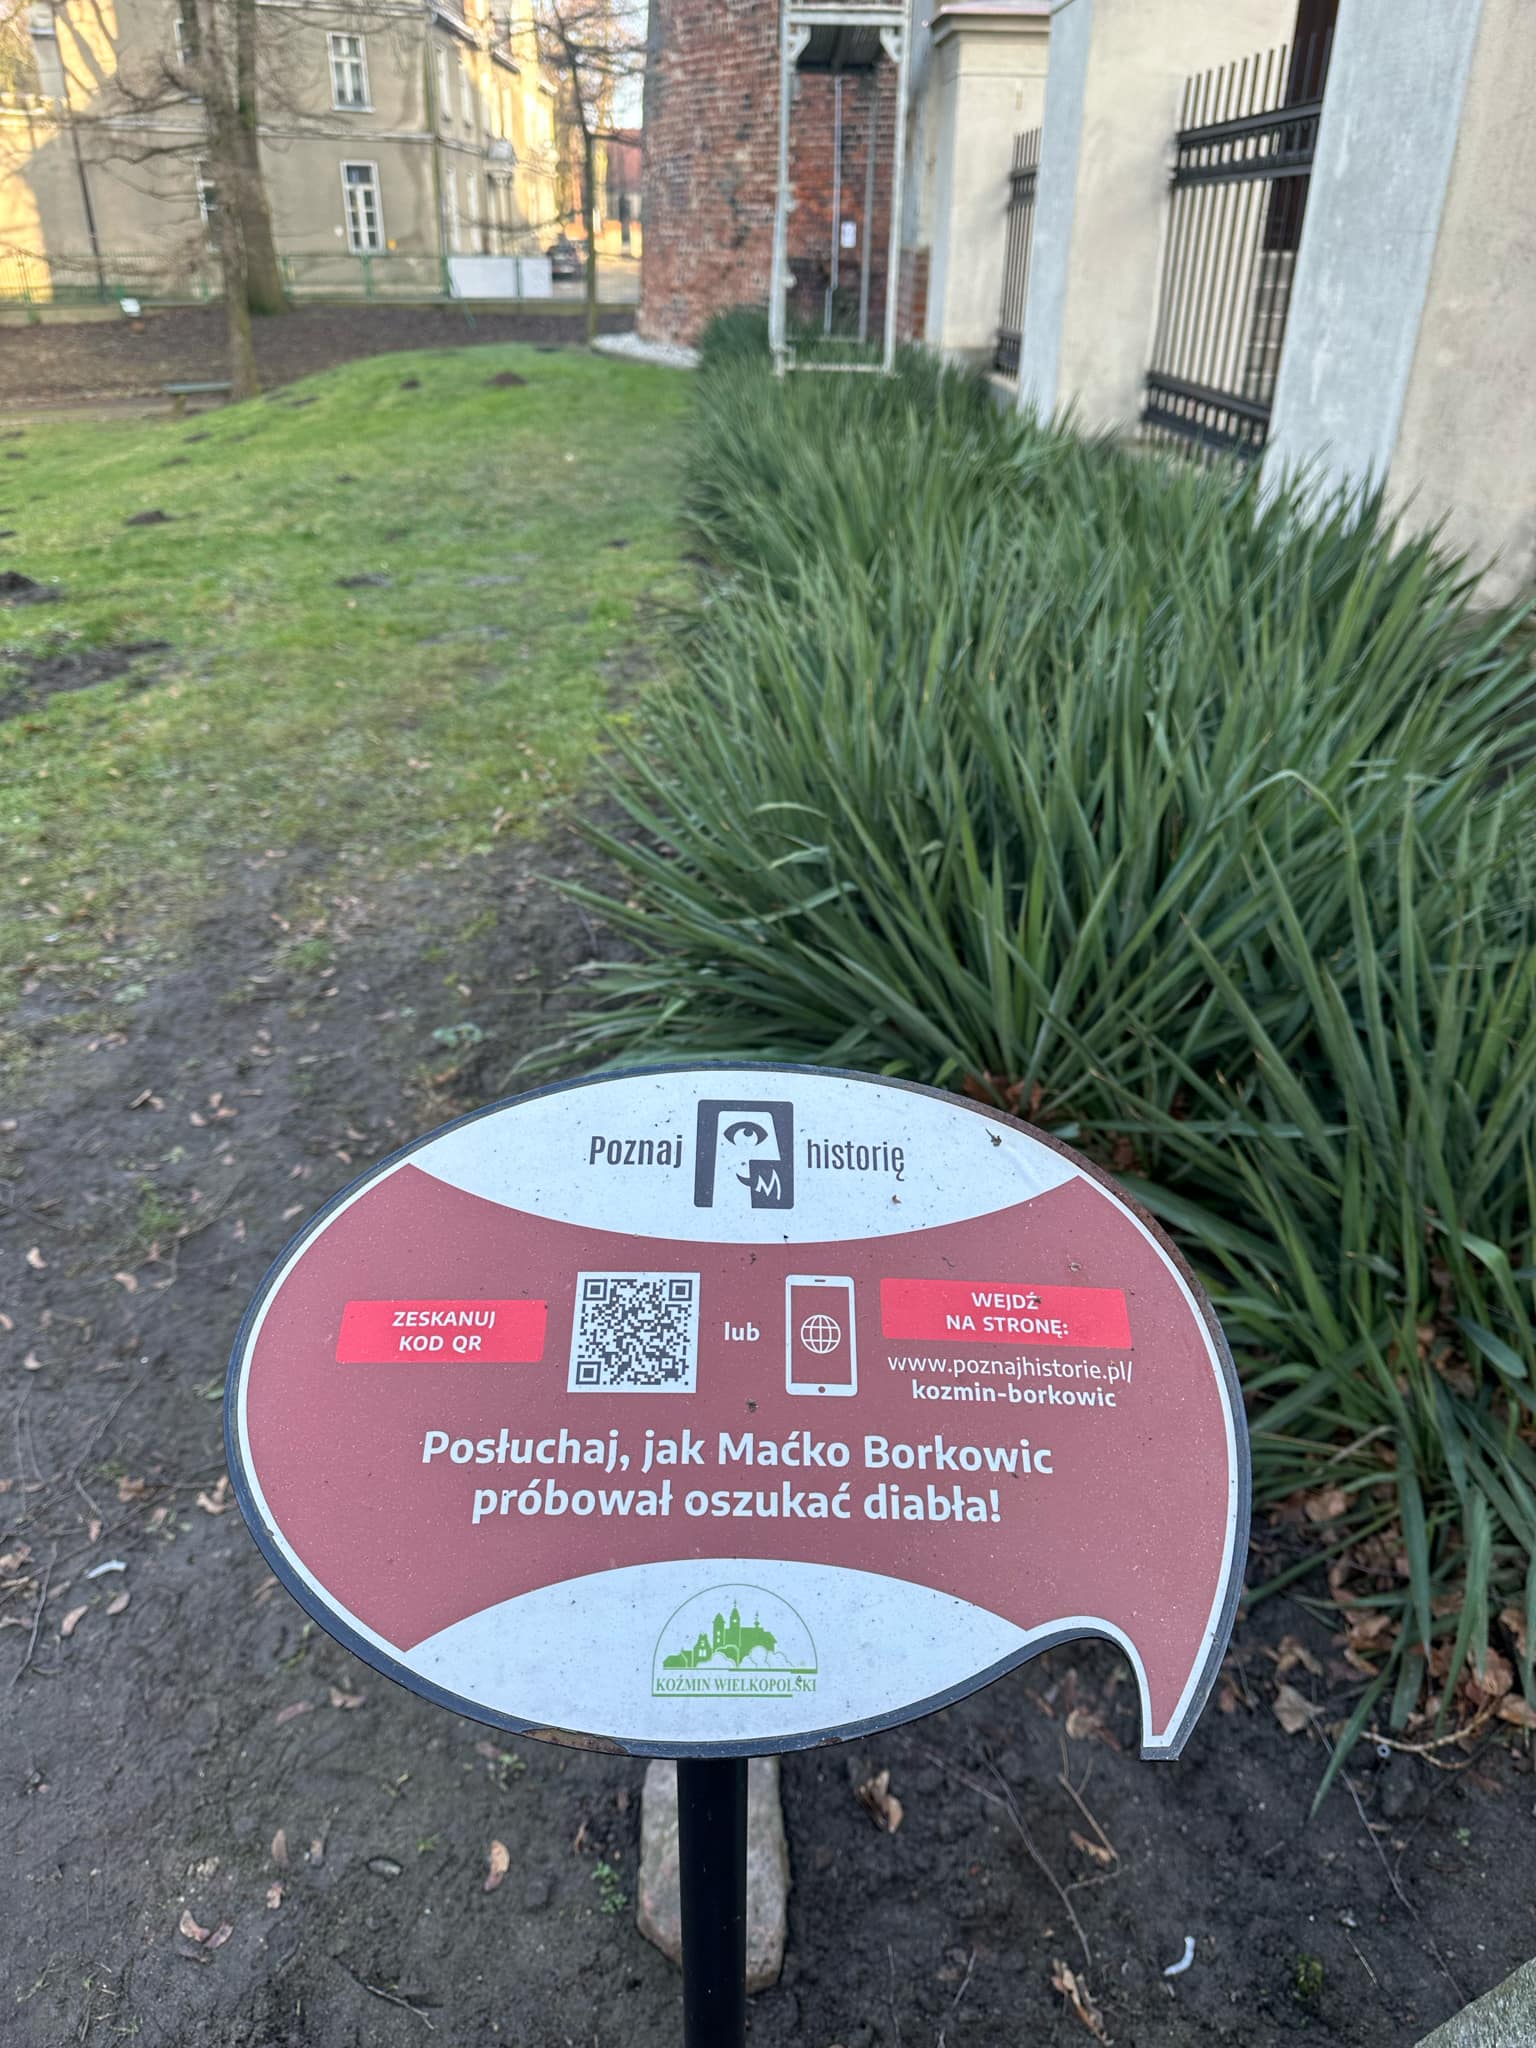 Poznaj historię
ZESKANUJ
KOD QR
lub
WEJDŹ
NA STRONĘ:
www.poznajhistorie.pl/
kozmin-borkowic
Posłuchaj, jak Maćko Borkowic
próbował oszukać diabła!
KOŹMIN WIELKOPOLSKI